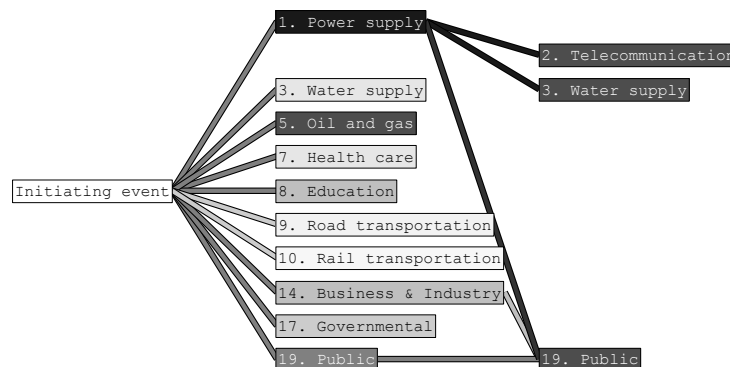 1. Power supply
2. Telecommunication
3. Water supply
3. Water supply
5. Oil and gas
7. Health care
Initiating event
8. Education
9. Road transportation
10. Rail transportation
14. Business & Industry
17. Governmental
19. Public
19. Public